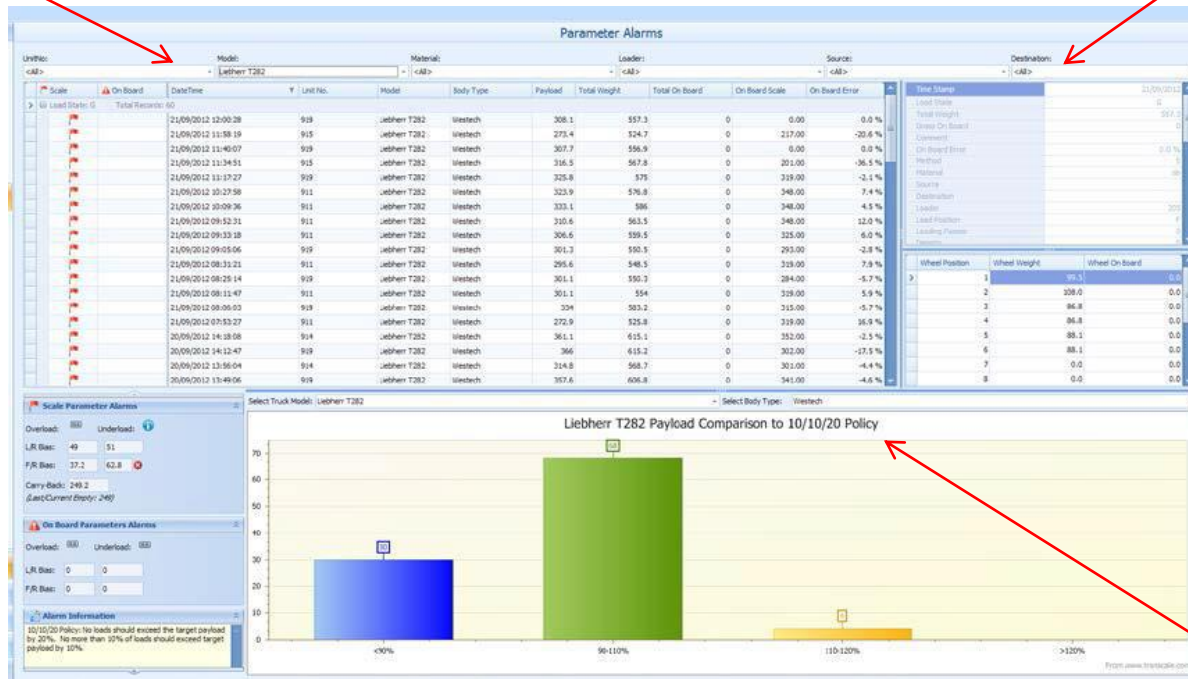 Parameter Alarms
UnitNo: Model: Material: Loader: Source: Destination:
<All> Liebherr T282 <All> <All> <All> <All>
Scale On Board DateTime Unit No. Model Body Type Payload Total Weight Total On Board On Board Scale On Board Error
Load State: G Total Records: 60
21/09/2012 12:00:28 919 Liebherr T282 Westech 308.1 557.3 0 0.00 0.0 %
21/09/2012 11:58:19 915 Liebherr T282 Westech 273.4 524.7 0 217.00 -20.6 %
21/09/2012 11:40:07 919 Liebherr T282 Westech 307.7 556.9 0 0.00 0.0 %
21/09/2012 11:34:51 915 Liebherr T282 Westech 316.5 567.8 0 201.00 -36.5 %
21/09/2012 11:17:27 919 Liebherr T282 Westech 325.8 575 0 319.00 -2.1 %
21/09/2012 10:27:58 911 Liebherr T282 Westech 323.9 576.8 0 348.00 7.4 %
21/09/2012 10:09:36 911 Liebherr T282 Westech 333.1 586 0 348.00 4.5 %
21/09/2012 09:52:31 911 Liebherr T282 Westech 310.6 563.5 0 348.00 12.0 %
21/09/2012 09:33:18 911 Liebherr T282 Westech 306.6 559.5 0 325.00 6.0 %
21/09/2012 09:05:06 919 Liebherr T282 Westech 301.3 550.5 0 293.00 -2.8 %
21/09/2012 08:31:21 911 Liebherr T282 Westech 295.6 548.5 0 319.00 7.9 %
21/09/2012 08:25:14 919 Liebherr T282 Westech 301.1 550.3 0 284.00 -5.7 %
21/09/2012 08:11:47 911 Liebherr T282 Westech 301.1 554 0 319.00 5.9 %
21/09/2012 08:06:03 919 Liebherr T282 Westech 334 583.2 0 315.00 -5.7 %
21/09/2012 07:53:27 911 Liebherr T282 Westech 272.9 525.8 0 319.00 16.9 %
20/09/2012 14:18:08 914 Liebherr T282 Westech 361.1 615.1 0 352.00 -2.5 %
20/09/2012 14:12:47 919 Liebherr T282 Westech 366 615.2 0 302.00 -17.5 %
20/09/2012 13:56:04 914 Liebherr T282 Westech 314.8 568.7 0 301.00 -4.4 %
20/09/2012 13:49:06 919 Liebherr T282 Westech 357.6 606.8 0 341.00 -4.6 %
Time Stamp 21/09/2012
Load State G
Total Weight 557.3
Gross On Board 0
Comment
On Board Error 0.0 %
Method
Material
Source
Destination
Loader
Load Position
Wheel Position Wheel Weight Wheel On Board
1 99.5 0.0
2 108.0 0.0
3 86.8 0.0
4 86.8 0.0
5 88.1 0.0
6 88.1 0.0
7 0.0 0.0
8 0.0 0.0
Scale Parameter Alarms
Overload: Underload:
L/R Bias: 49 51
F/R Bias: 37.2 62.8
Carry-Back: 249.2
(Last/Current Empty: 249)
On Board Parameters Alarms
Overload: Underload:
L/R Bias: 0 0
F/R Bias: 0 0
Alarm Information
10/10/20 Policy: No loads should exceed the target payload
by 20%. No more than 10% of loads should exceed target
payload by 10%.
Select Truck Model: Liebherr T282 Select Body Type: Westech
Liebherr T282 Payload Comparison to 10/10/20 Policy
70
60
50
40
30
20
10
0
30
68
4
<90% 90-110% 110-120% >120%
From www.transcale.com